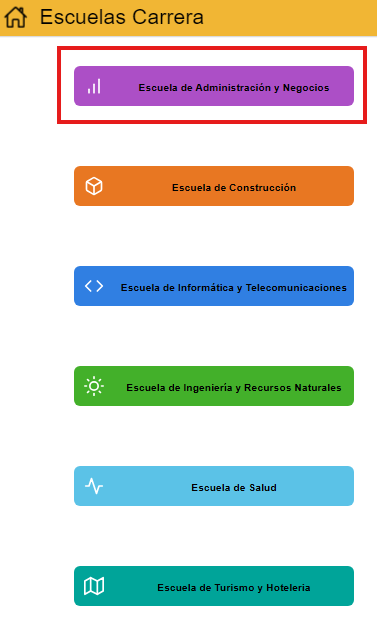 Escuelas Carrera
Escuela de Administración y Negocios
Escuela de Construcción
Escuela de Informática y Telecomunicaciones
Escuela de Ingeniería y Recursos Naturales
Escuela de Salud
Escuela de Turismo y Hoteleria